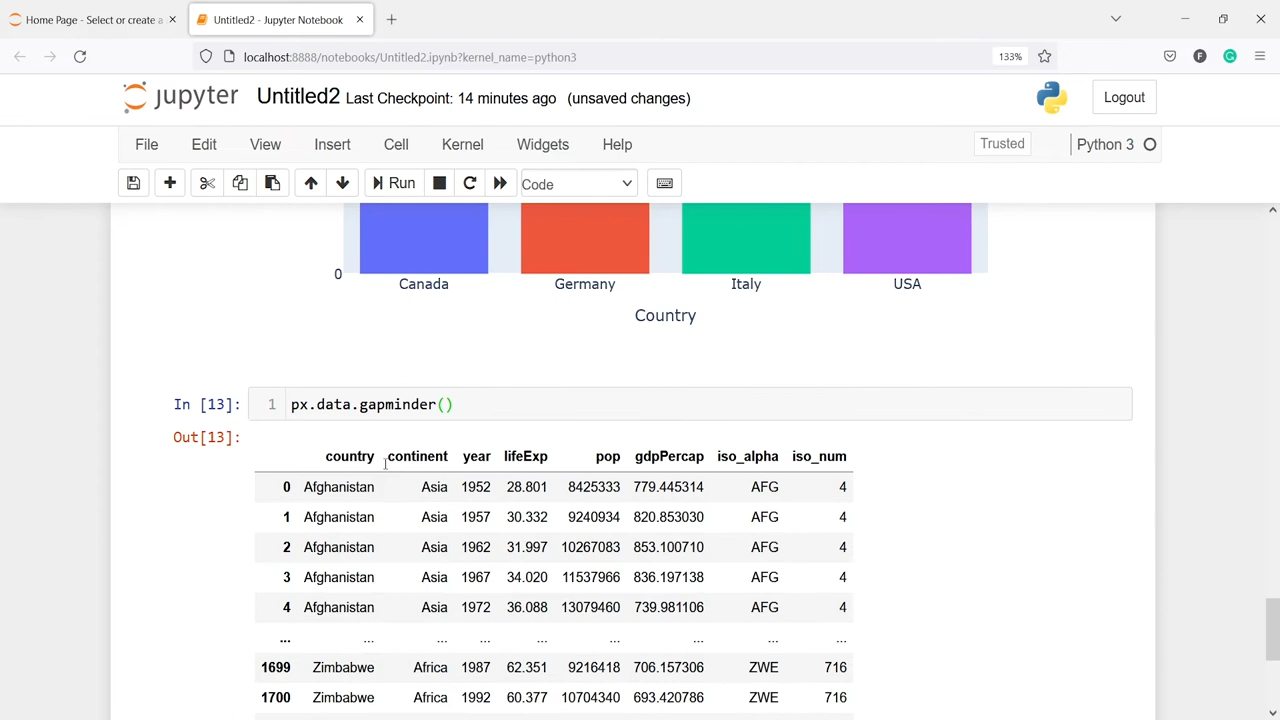 Home Page - Select or create a
Untitled2 - Jupyter Notebook
localhost:8888/notebooks/Untitled2.ipynb?kernel_name=python3
133%
F
G
jupyter Untitled2 Last Checkpoint: 14 minutes ago (unsaved changes)
Logout
File Edit View Insert Cell Kernel Widgets Help
Trusted
Python 3
Run
Code
0
Canada Germany Italy USA
Country
In [13]: 1 px.data.gapminder()
Out[13]:
country continent year lifeExp pop gdpPercap iso_alpha iso_num
0 Afghanistan Asia 1952 28.801 8425333 779.445314 AFG 4
1 Afghanistan Asia 1957 30.332 9240934 820.853030 AFG 4
2 Afghanistan Asia 1962 31.997 10267083 853.100710 AFG 4
3 Afghanistan Asia 1967 34.020 11537966 836.197138 AFG 4
4 Afghanistan Asia 1972 36.088 13079460 739.981106 AFG 4
... ... ... ... ... ... ... ... ...
1699 Zimbabwe Africa 1987 62.351 9216418 706.157306 ZWE 716
1700 Zimbabwe Africa 1992 60.377 10704340 693.420786 ZWE 716